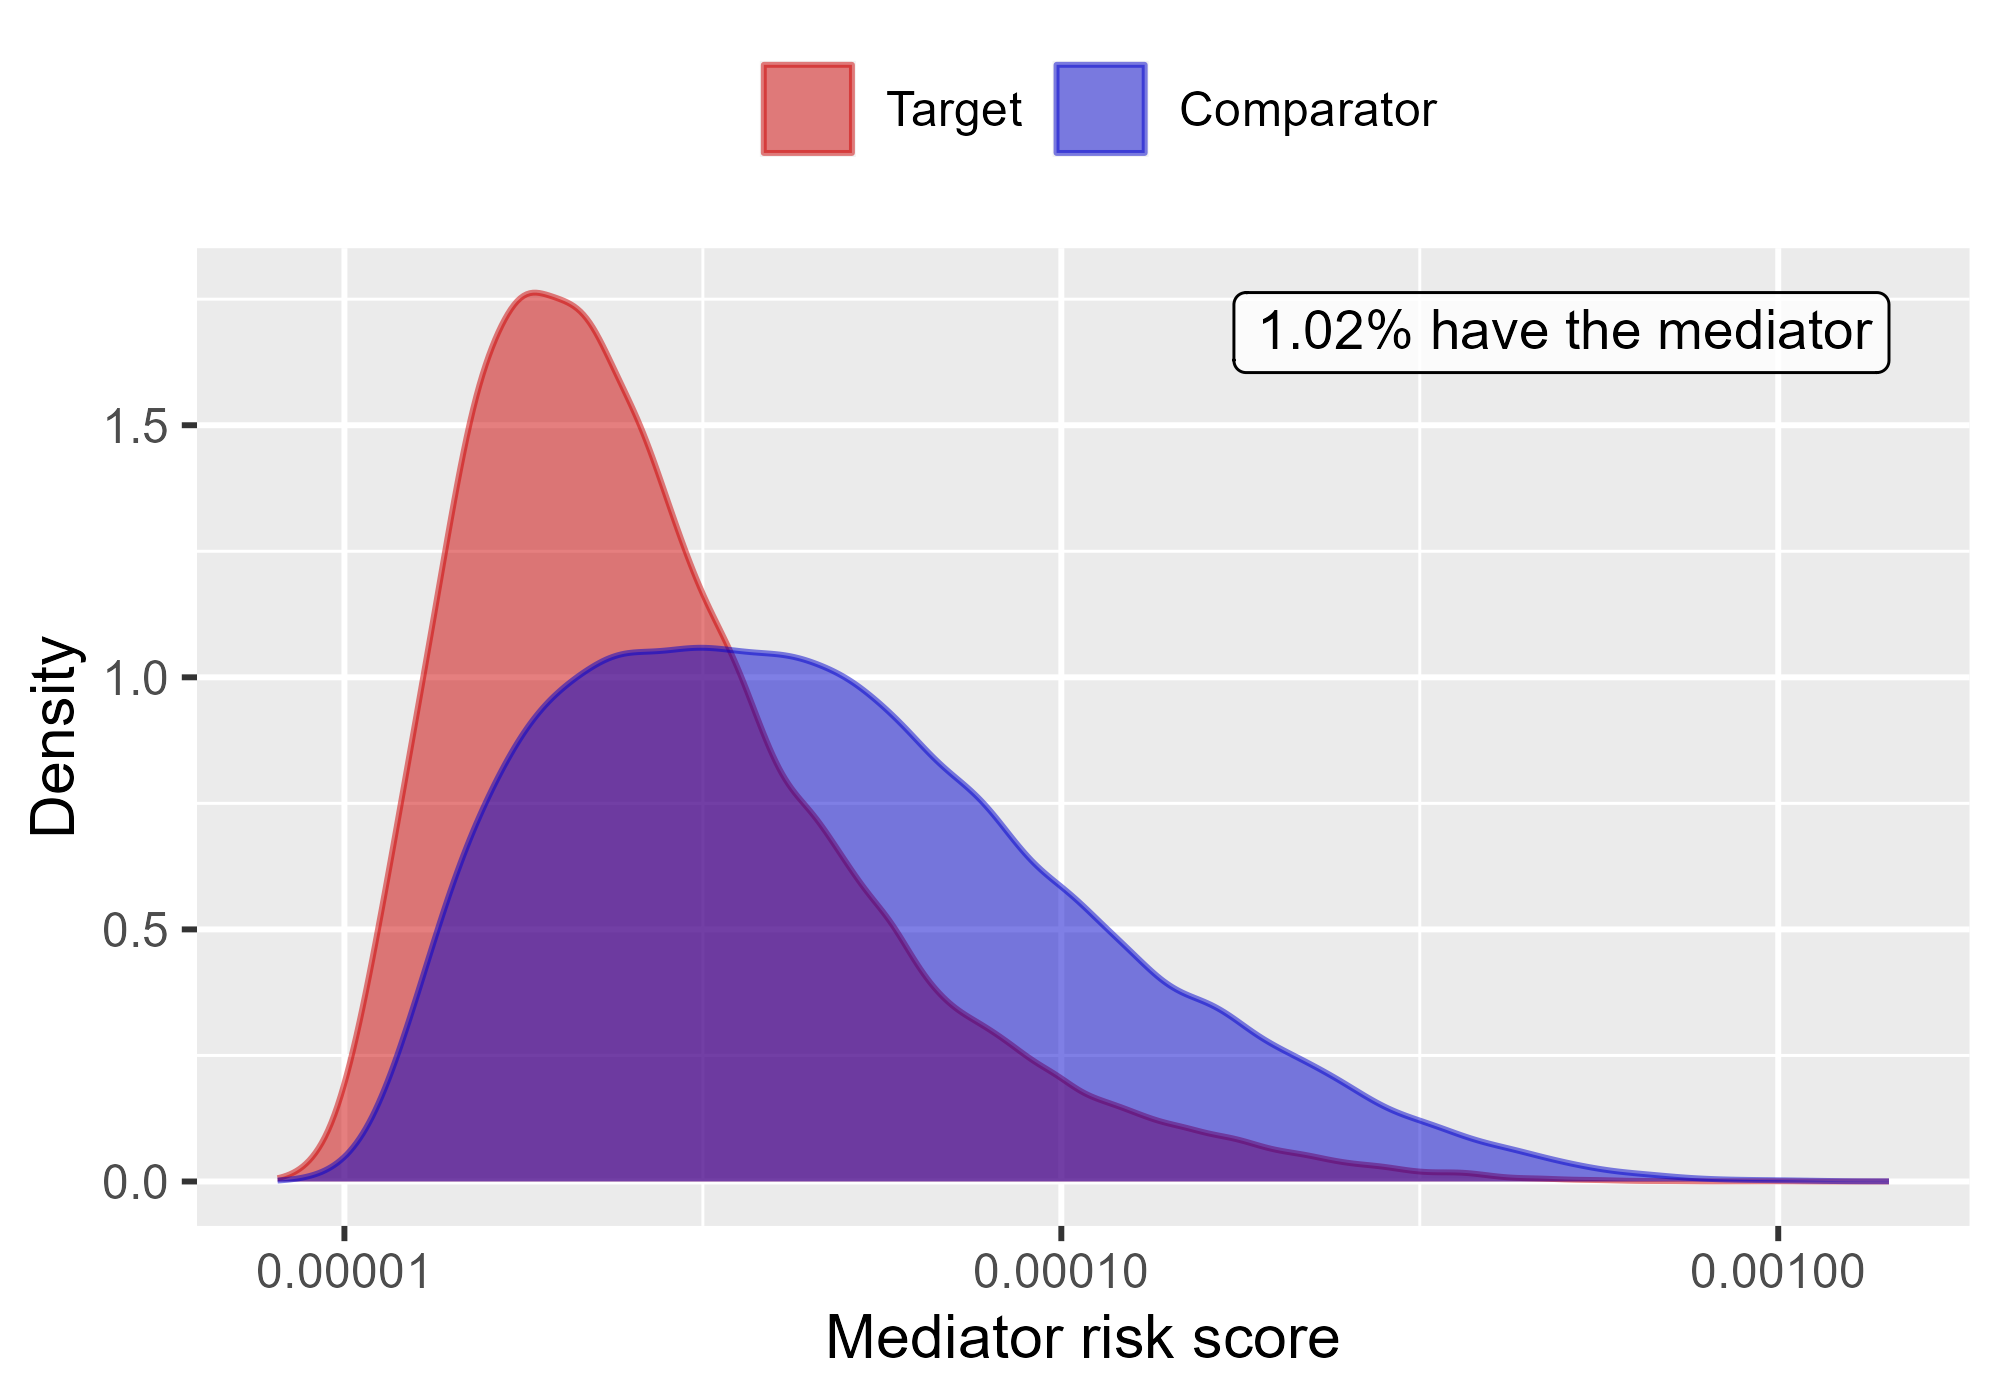 Target
Comparator
1.02% have the mediator
Density
1.5
1.0
0.5
0.0
0.00001
0.00010
0.00100
Mediator risk score